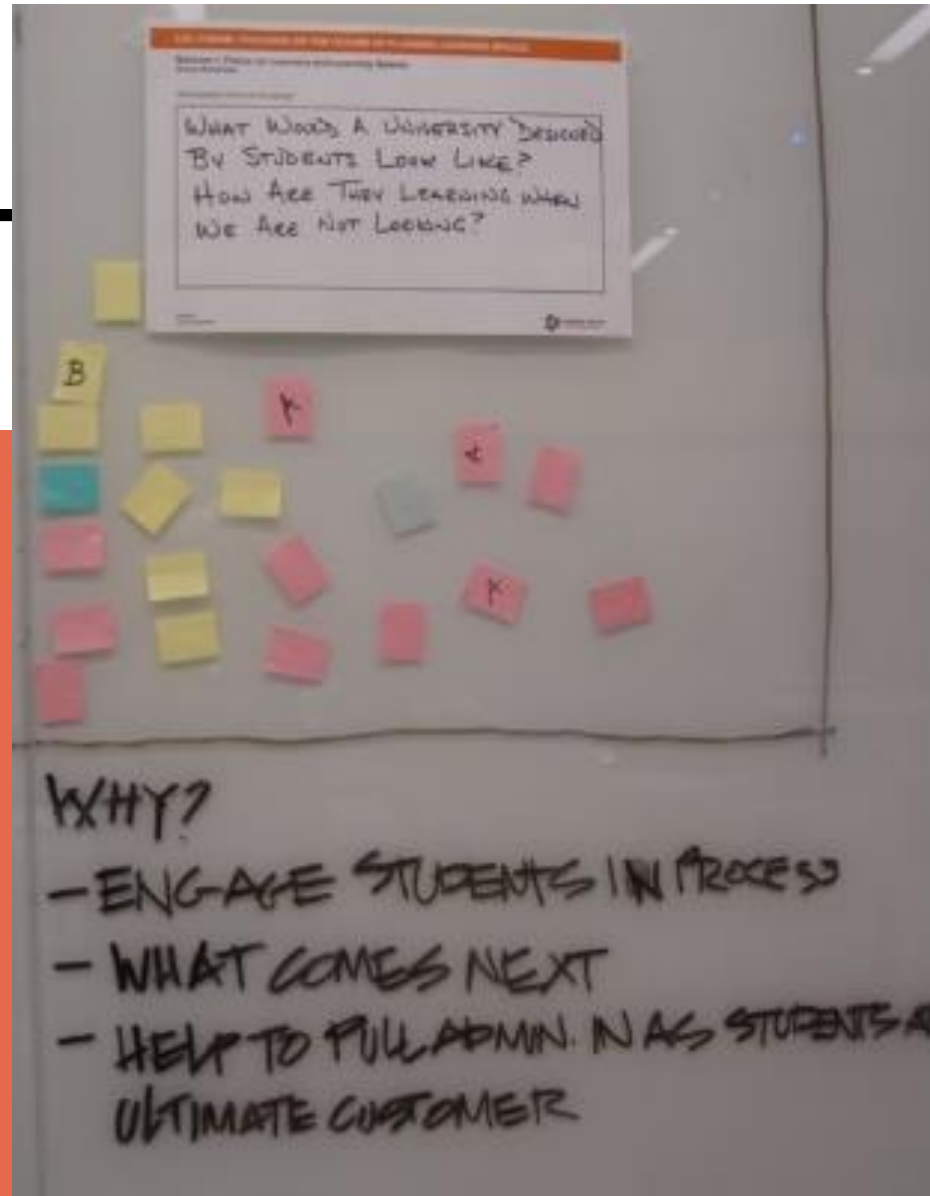 WHAT WOULD A UNIVERSITY DESIGNED
BY STUDENTS LOOK LIKE?
HOW ARE THEY LEARNING WHEN
WE ARE NOT LOOKING?
B
WHY?
- ENGAGE STUDENTS IN PROCESS
- WHAT COMES NEXT
- HELP TO PULL ADMIN. IN AS STUDENTS
ULTIMATE CUSTOMER